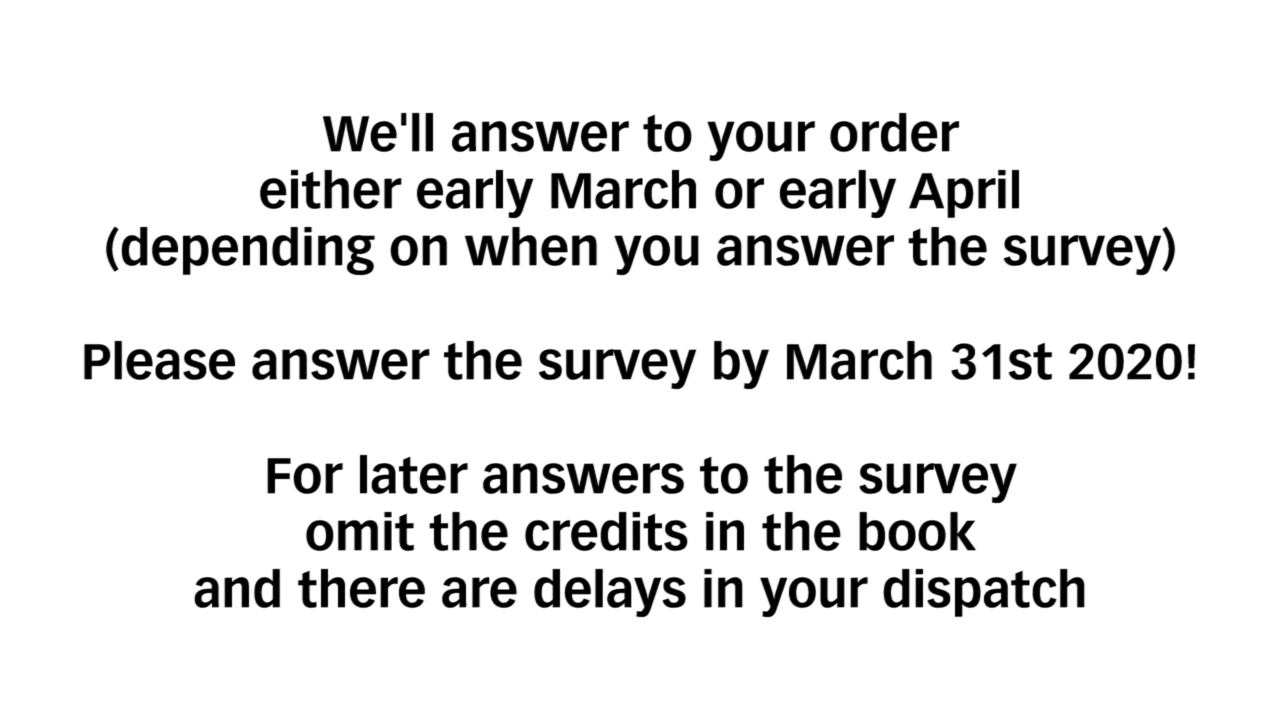 We'll answer to your order
either early March or early April
(depending on when you answer the survey)
Please answer the survey by March 31st 2020!
For later answers to the survey
omit the credits in the book
and there are delays in your dispatch